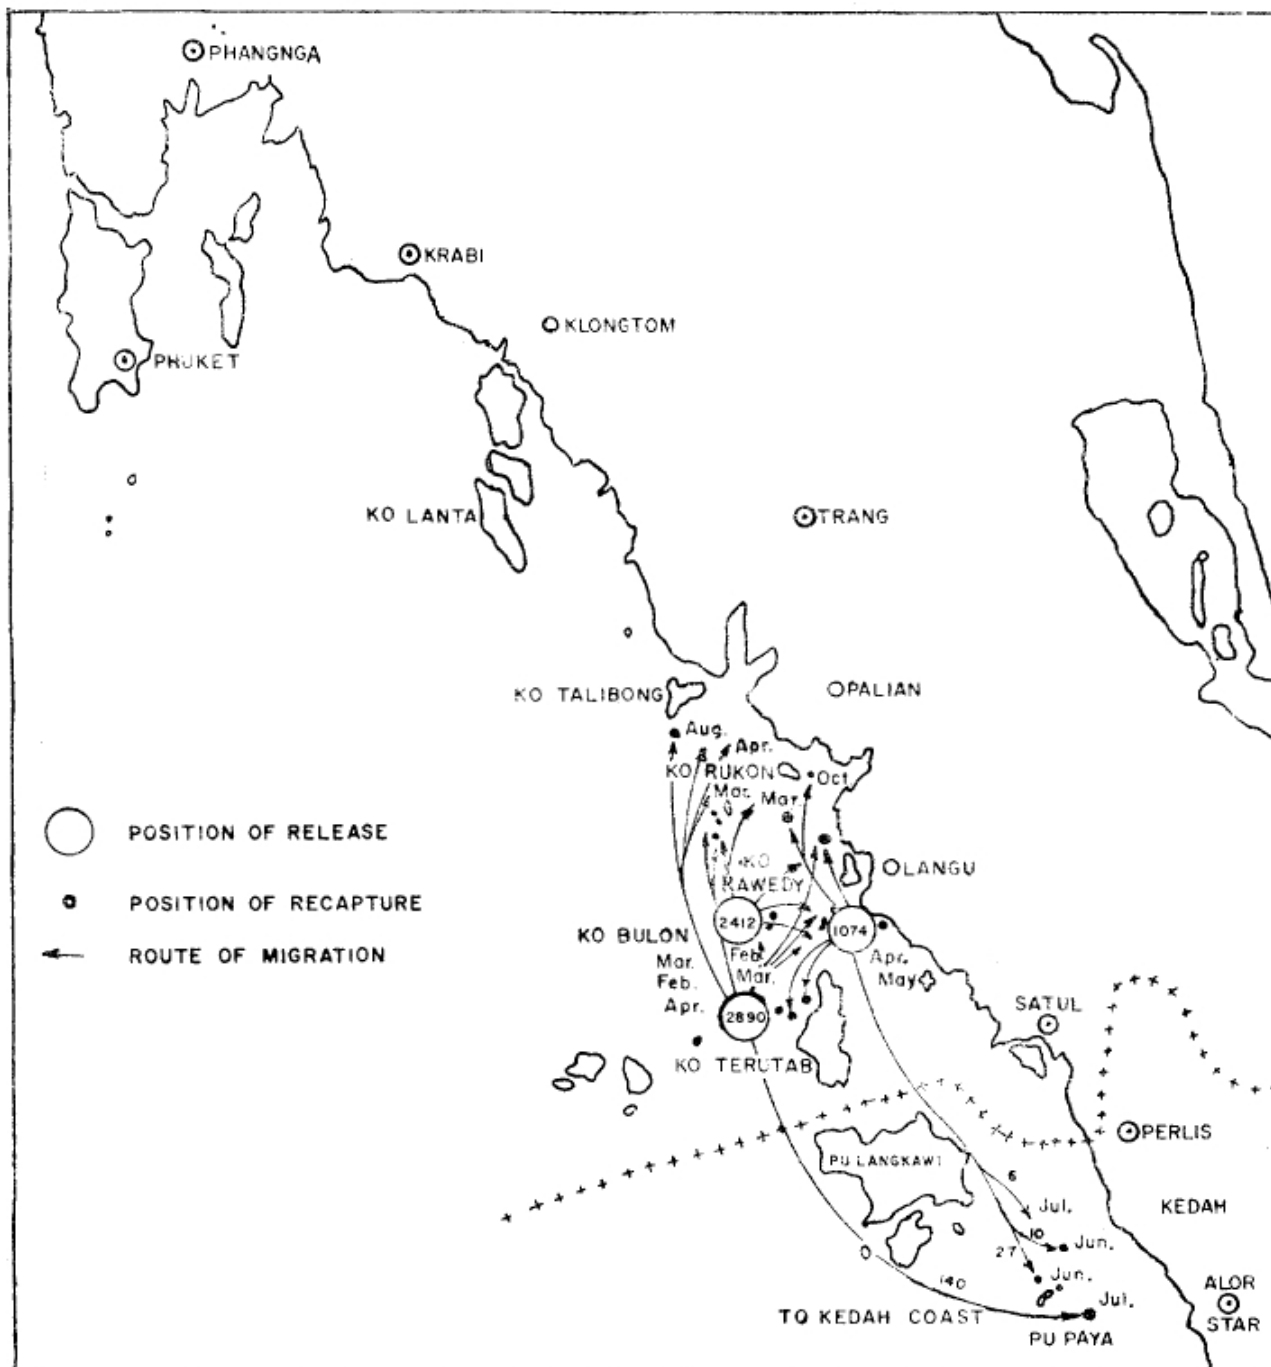 PHANGNGA
KRABI
KLONGTOM
PHUKET
KO LANTA
TRANG
KO TALIBONG
PALIAN
Aug.
Apr.
KO RUKON
Oct
Mar.
Mar.
POSITION OF RELEASE
KO
RAWEDY
LANGU
POSITION OF RECAPTURE
2412
1074
KO BULON
ROUTE OF MIGRATION
Feb.
Apr.
Mar.
Mar.
May
Feb.
Apr.
2890
SATUL
KO TERUTAB
PERLIS
PU LANGKAWI
6
Jul.
KEDAH
10
Jun.
27
Jun.
140
ALOR
STAR
Jul.
TO KEDAH COAST
PU PAYA